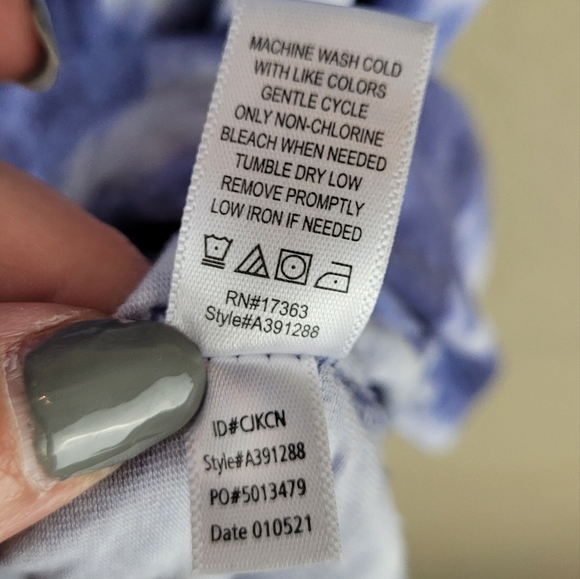 MACHINE WASH COLD
WITH LIKE COLORS
GENTLE CYCLE
ONLY NON-CHLORINE
BLEACH WHEN NEEDED
TUMBLE DRY LOW
REMOVE PROMPTLY
LOW IRON IF NEEDED
RN#17363
Style#A391288
ID#CJKCN
Style#A391288
PO#5013479
Date 010521